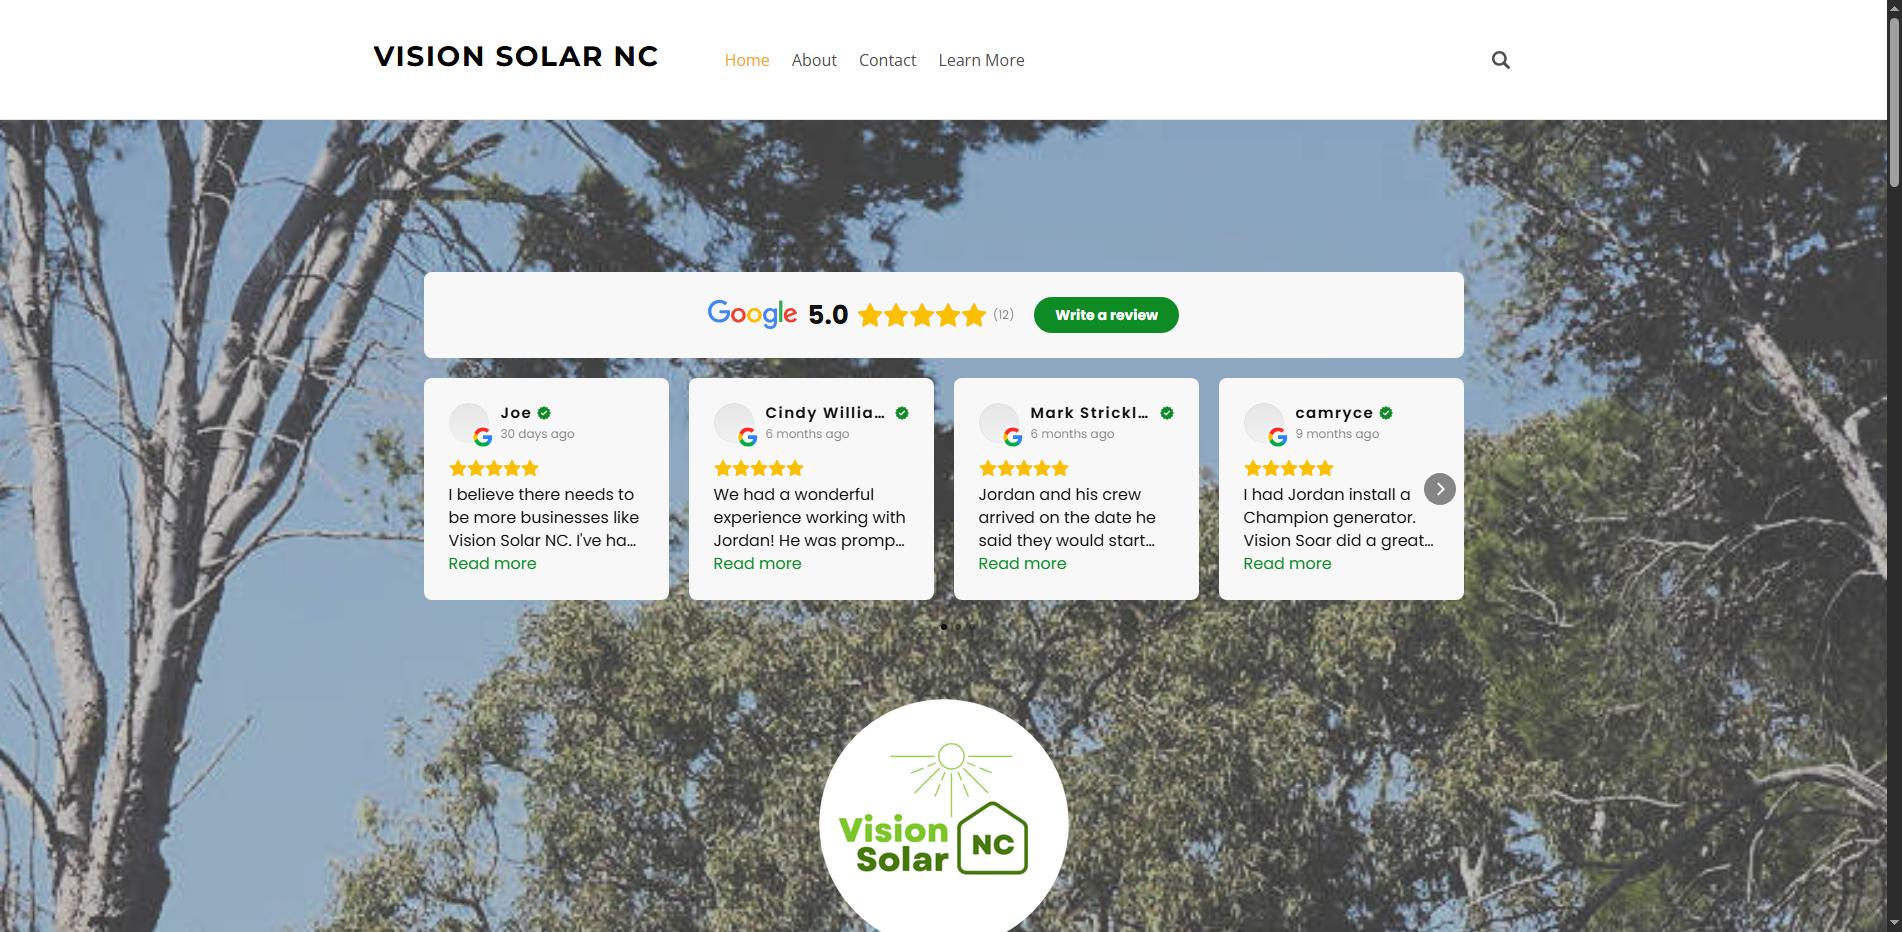 VISION SOLAR NC
Home About Contact Learn More
Google 5.0 (12) Write a review
Joe
30 days ago
I believe there needs to
be more businesses like
Vision Solar NC. I've ha...
Read more
Cindy Willia...
6 months ago
We had a wonderful
experience working with
Jordan! He was promp...
Read more
Mark Strickl...
6 months ago
Jordan and his crew
arrived on the date he
said they would start...
Read more
camryce
9 months ago
I had Jordan install a
Champion generator.
Vision Soar did a great...
Read more
Vision
Solar
NC